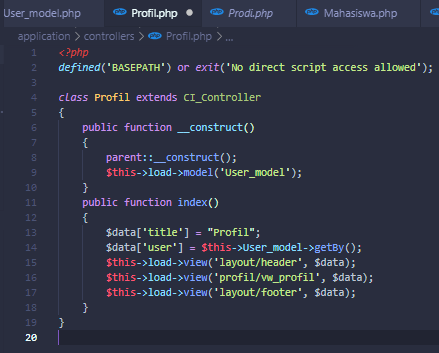 User_model.php Profil.php Prodi.php Mahasiswa.php
application > controllers > Profil.php > ...
1 <?php
2 defined('BASEPATH') or exit('No direct script access allowed');
3
4 class Profil extends CI_Controller
5 {
6     public function __construct()
7     {
8         parent::__construct();
9         $this->load->model('User_model');
10     }
11     public function index()
12     {
13         $data['title'] = "Profil";
14         $data['user'] = $this->User_model->getBy();
15         $this->load->view('layout/header', $data);
16         $this->load->view('profil/vw_profil', $data);
17         $this->load->view('layout/footer', $data);
18     }
19 }
20